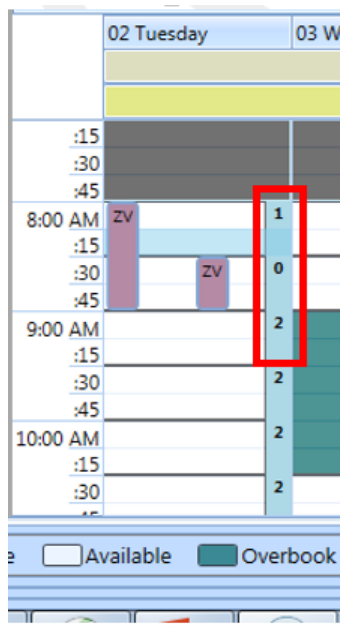 02 Tuesday 03 W
:15
:30
:45
8:00 AM ZV 1
:15
:30 ZV 0
:45
9:00 AM 2
:15
:30 2
:45
10:00 AM 2
:15
:30 2
Available Overbook